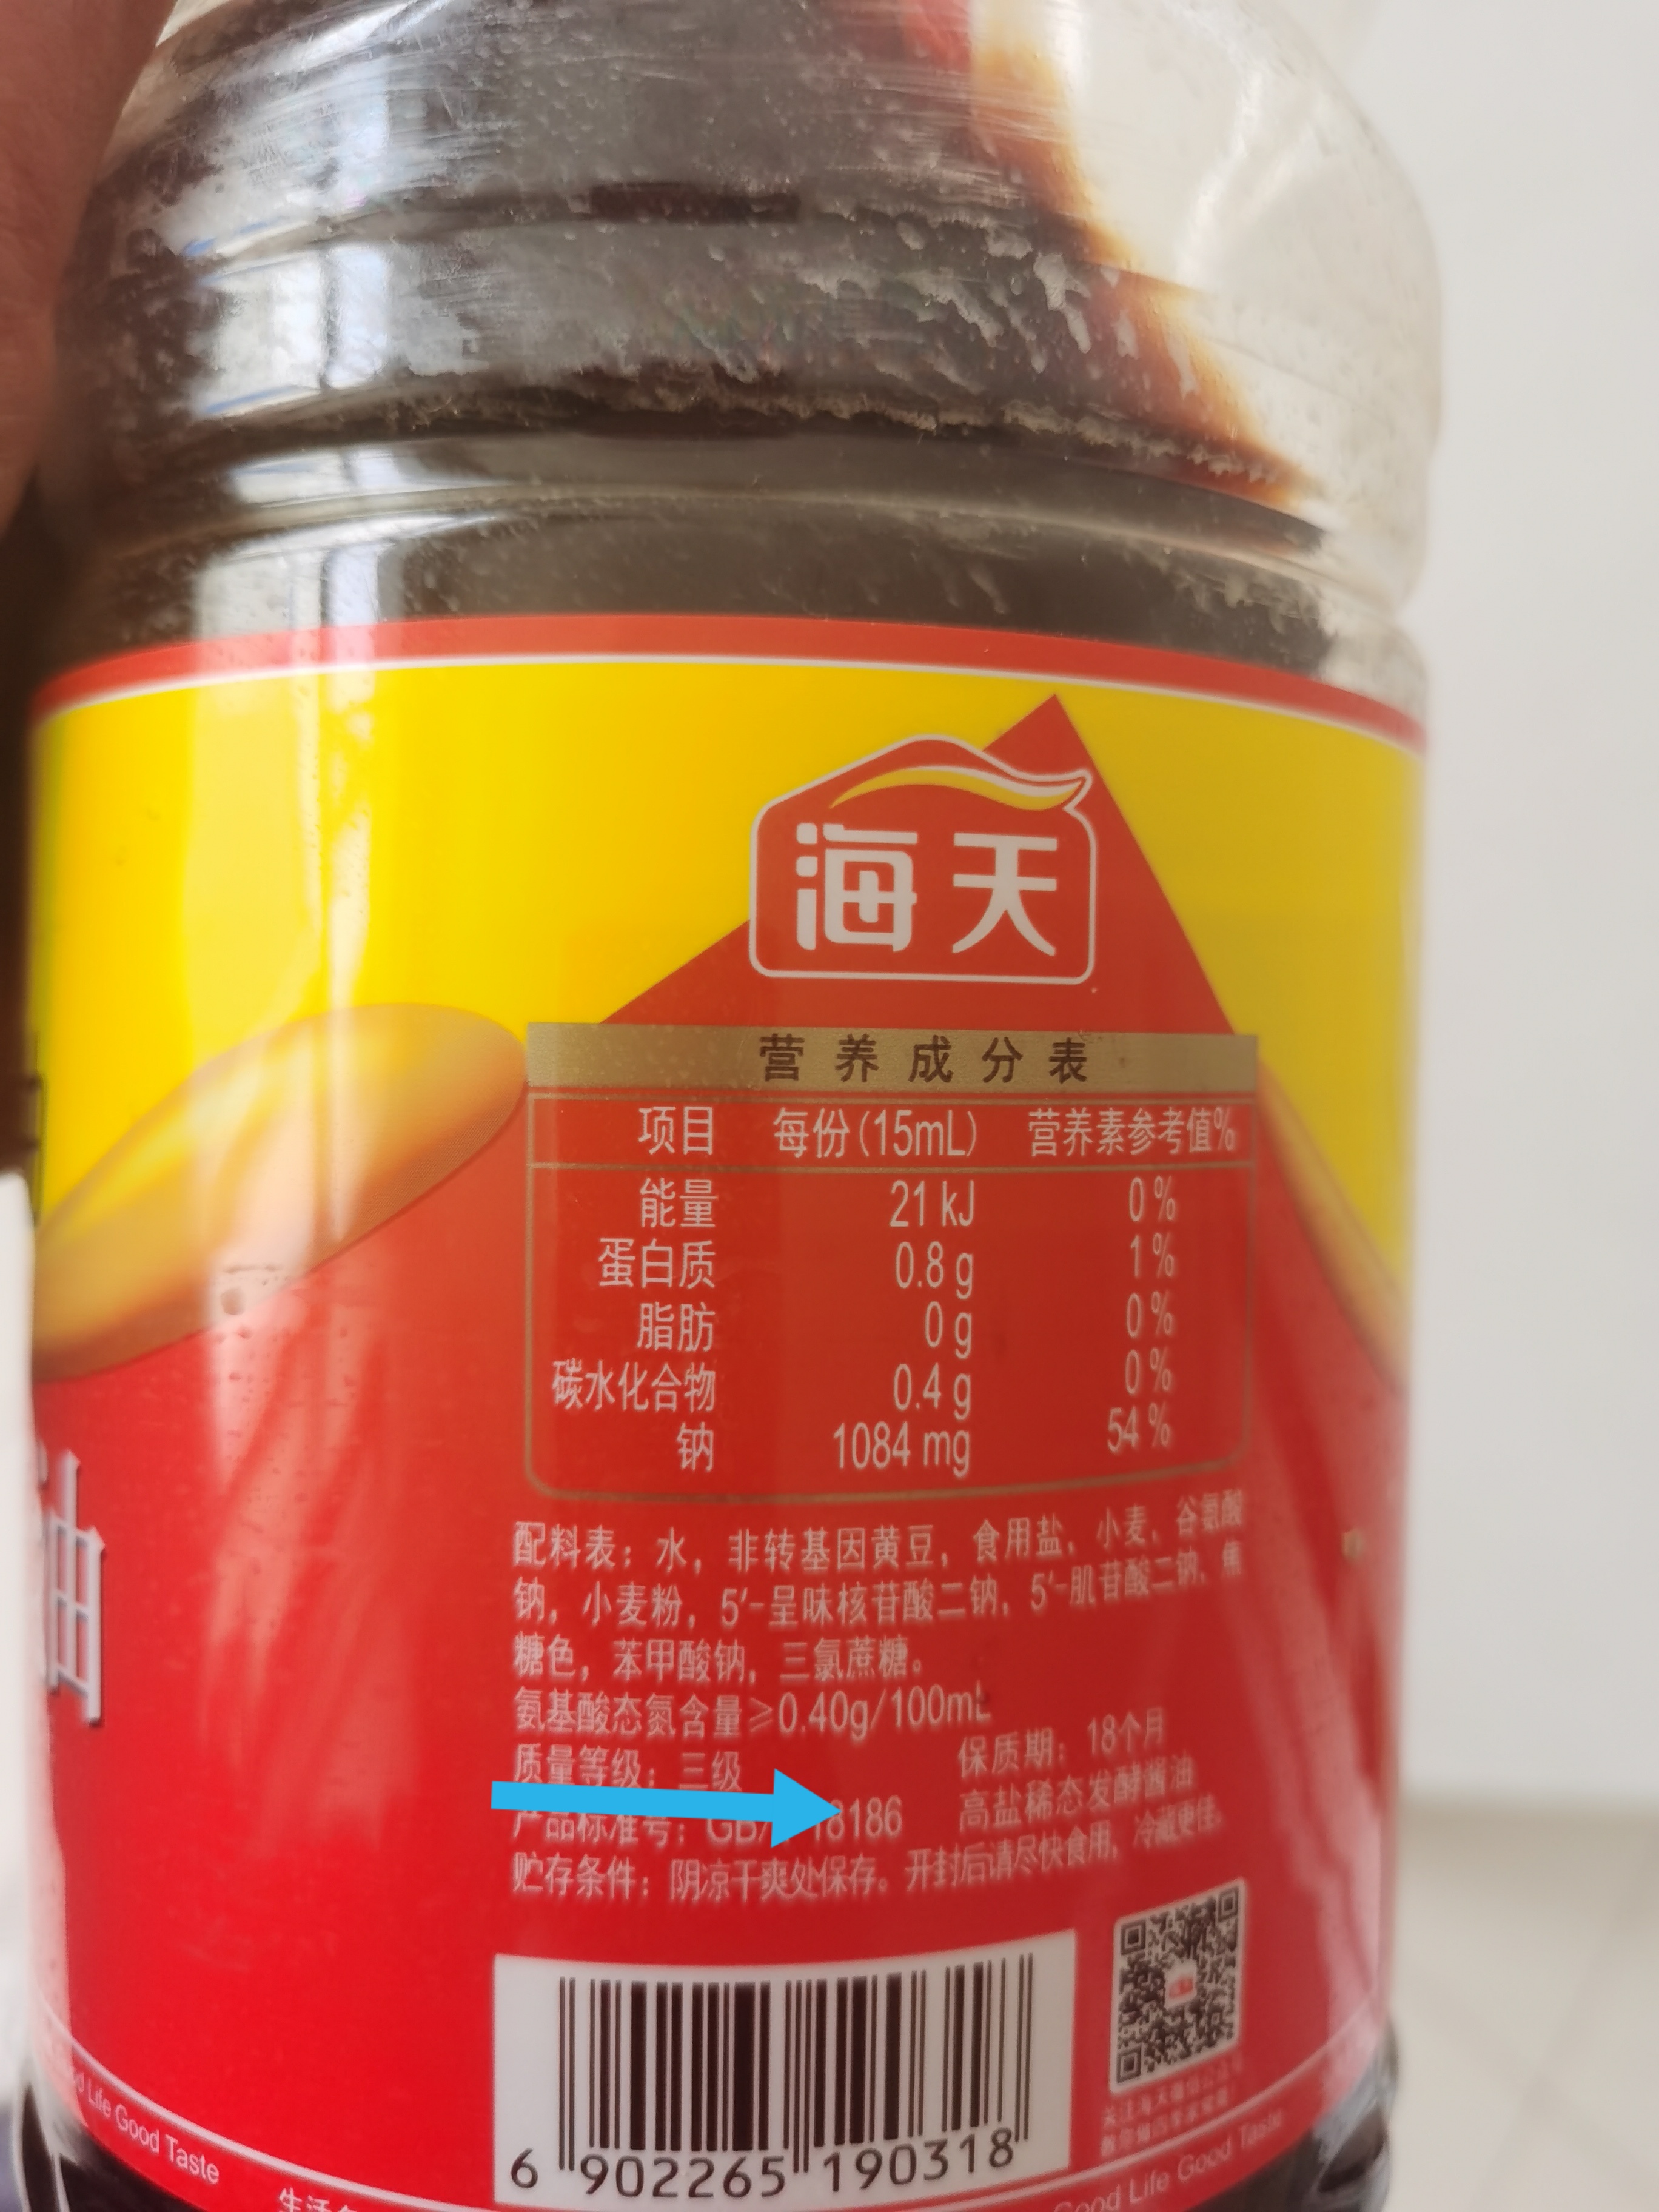 海天
营养成分表
项目 每份(15mL) 营养素参考值%
能量 21 kJ 0 %
蛋白质 0.8 g 1 %
脂肪 0 g 0 %
碳水化合物 0.4 g 0 %
钠 1084 mg 54 %
油
配料表：水，非转基因黄豆，食用盐，小麦，谷氨酸
钠，小麦粉，5′-呈味核苷酸二钠，5′-肌苷酸二钠，焦
糖色，苯甲酸钠，三氯蔗糖。
氨基酸态氮含量≥0.40g/100mL
质量等级：三级 保质期：18个月
产品标准号：GB/ 18186 高盐稀态发酵酱油
贮存条件：阴凉干爽处保存。开封后请尽快食用，冷藏更佳。
6 902265 190318
Life Good Taste
生活
Good Life Good Taste